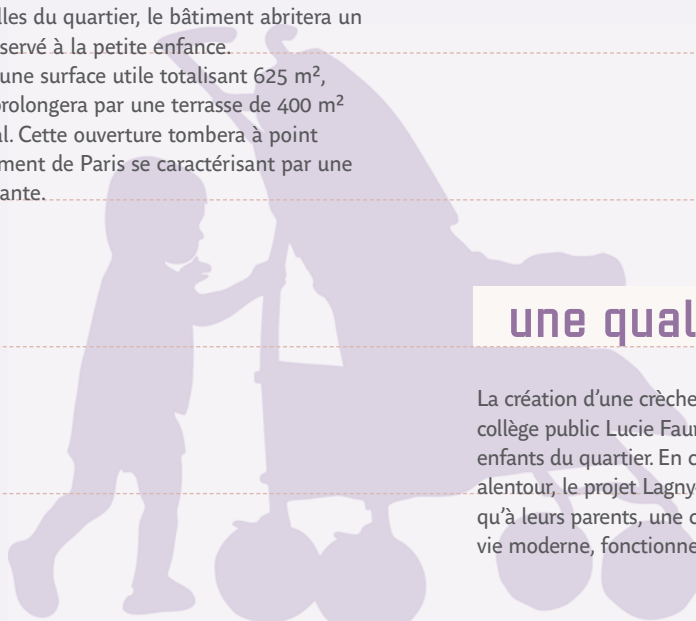 lles du quartier, le bâtiment abritera un
servé à la petite enfance.
une surface utile totalisant 625 m²,
rolongera par une terrasse de 400 m²
al. Cette ouverture tombera à point
ment de Paris se caractérisant par une
ante.
une qual
La création d’une crèche
collège public Lucie Faur
enfants du quartier. En c
alentour, le projet Lagny
qu’à leurs parents, une c
vie moderne, fonctionne